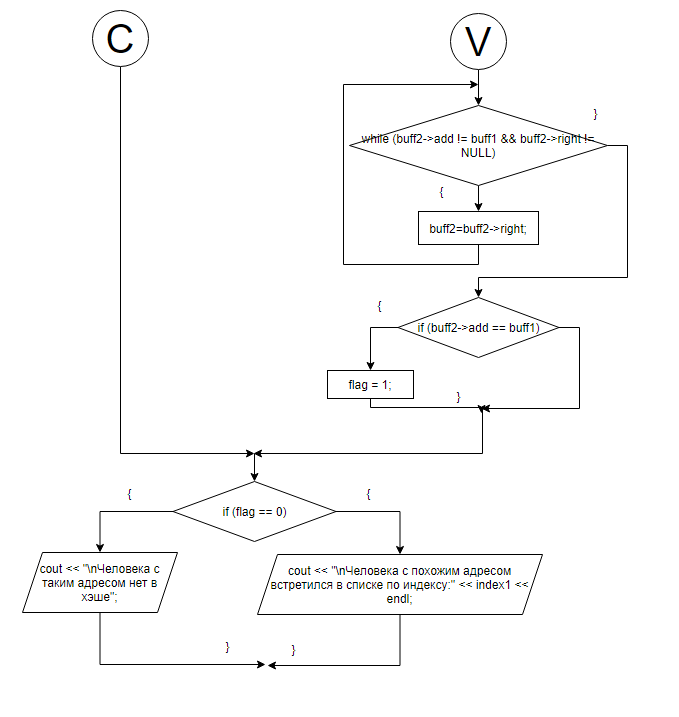 C
V
}
while (buff2->add != buff1 && buff2->right !=
NULL)
{
buff2=buff2->right;
{
if (buff2->add == buff1)
flag = 1;
}
{
if (flag == 0)
{
cout << "\nЧеловека с
таким адресом нет в
хэше";
cout << "\nЧеловека с похожим адресом
встретился в списке по индексу:" << index1 <<
endl;
}
}